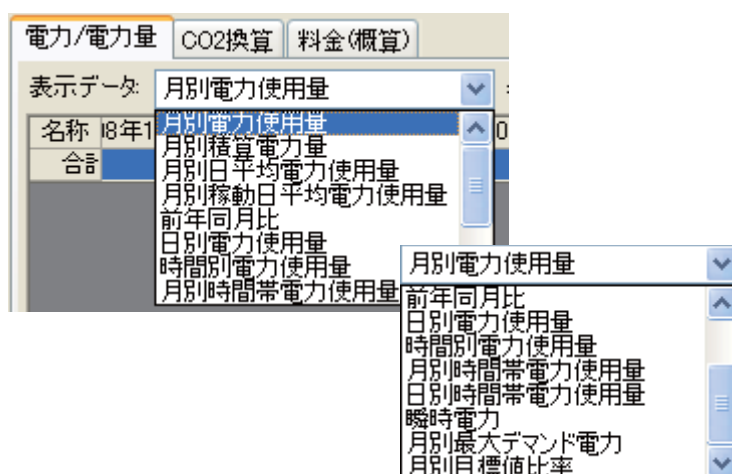 電力/電力量 CO2換算 料金(概算)
表示データ: 月別電力使用量
名称 08年1
合計
月別電力使用量
月別積算電力量
月別日平均電力使用量
月別稼動日平均電力使用量
前年同月比
日別電力使用量
時間別電力使用量
月別時間帯電力使用量
月別電力使用量
前年同月比
日別電力使用量
時間別電力使用量
月別時間帯電力使用量
日別時間帯電力使用量
瞬時電力
月別最大デマンド電力
月別目標値比率